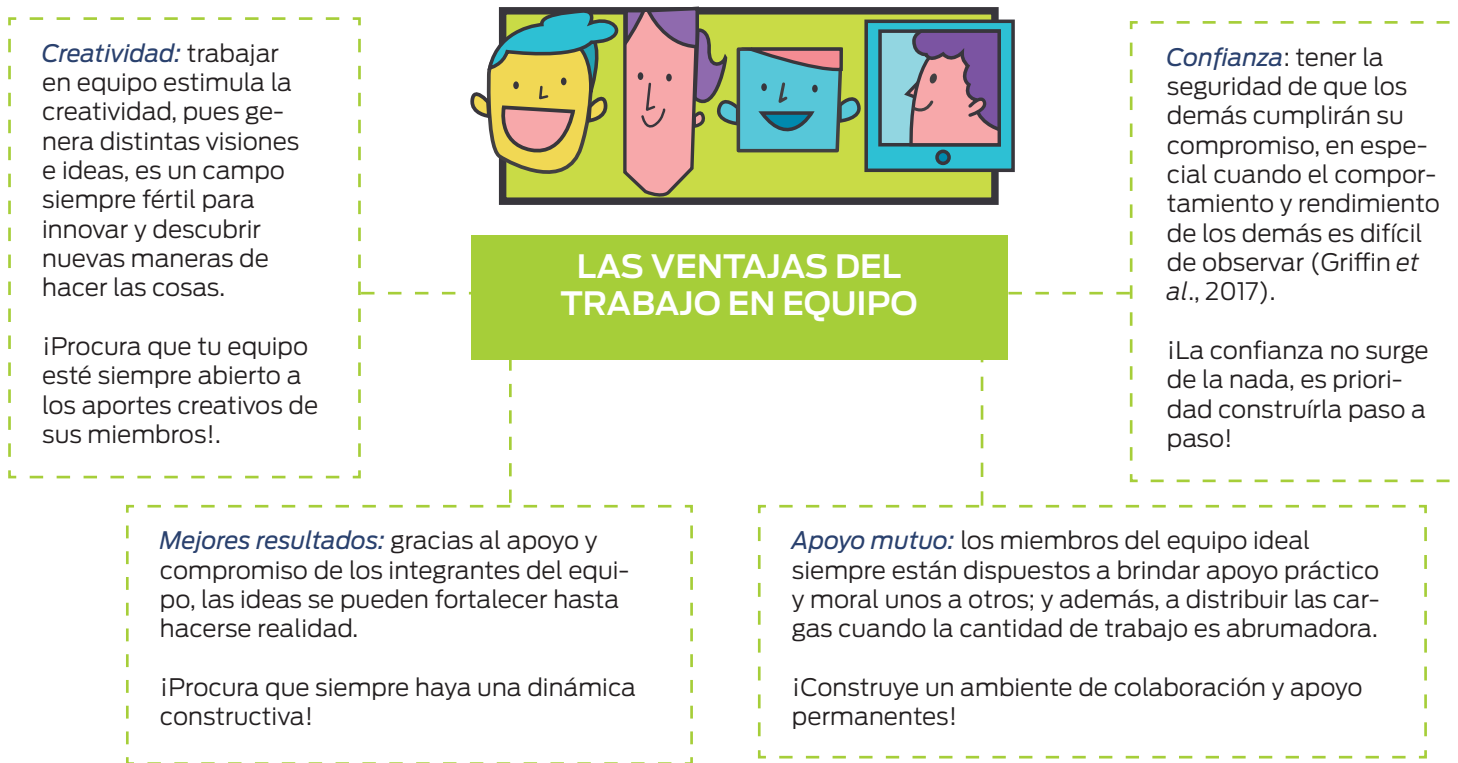 LAS VENTAJAS DEL
TRABAJO EN EQUIPO
Creatividad: trabajar
en equipo estimula la
creatividad, pues ge-
nera distintas visiones
e ideas, es un campo
siempre fértil para
innovar y descubrir
nuevas maneras de
hacer las cosas.
¡Procura que tu equipo
esté siempre abierto a
los aportes creativos de
sus miembros!.
Confianza: tener la
seguridad de que los
demás cumplirán su
compromiso, en espe-
cial cuando el compor-
tamiento y rendimiento
de los demás es difícil
de observar (Griffin et
al., 2017).
¡La confianza no surge
de la nada, es priori-
dad construírla paso a
paso!
Mejores resultados: gracias al apoyo y
compromiso de los integrantes del equi-
po, las ideas se pueden fortalecer hasta
hacerse realidad.
¡Procura que siempre haya una dinámica
constructiva!
Apoyo mutuo: los miembros del equipo ideal
siempre están dispuestos a brindar apoyo práctico
y moral unos a otros; y además, a distribuir las car-
gas cuando la cantidad de trabajo es abrumadora.
¡Construye un ambiente de colaboración y apoyo
permanentes!